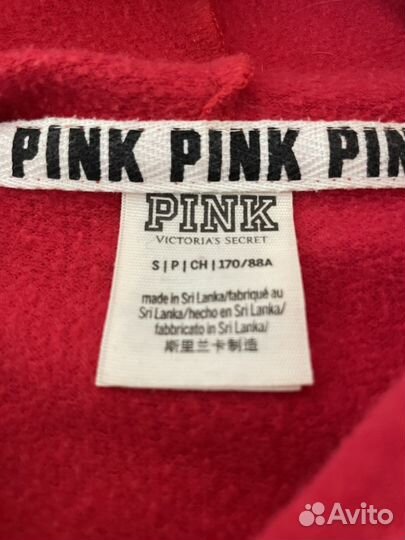 PINK PINK PIN
PINK
VICTORIA'S SECRET
S | P | CH | 170/88A
made in Sri Lanka/fabriqué au
Sri Lanka/hecho en Sri Lanka/
fabbricato in Sri Lanka/
斯里兰卡制造
Avito